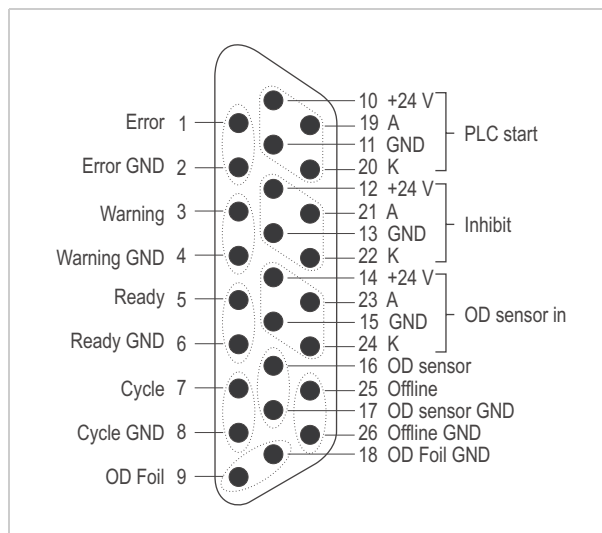 Error 1
Error GND 2
Warning 3
Warning GND 4
Ready 5
Ready GND 6
Cycle 7
Cycle GND 8
OD Foil 9
10 +24 V
19 A
11 GND
20 K
PLC start
12 +24 V
21 A
13 GND
22 K
Inhibit
14 +24 V
23 A
15 GND
24 K
OD sensor in
16 OD sensor
25 Offline
17 OD sensor GND
26 Offline GND
18 OD Foil GND